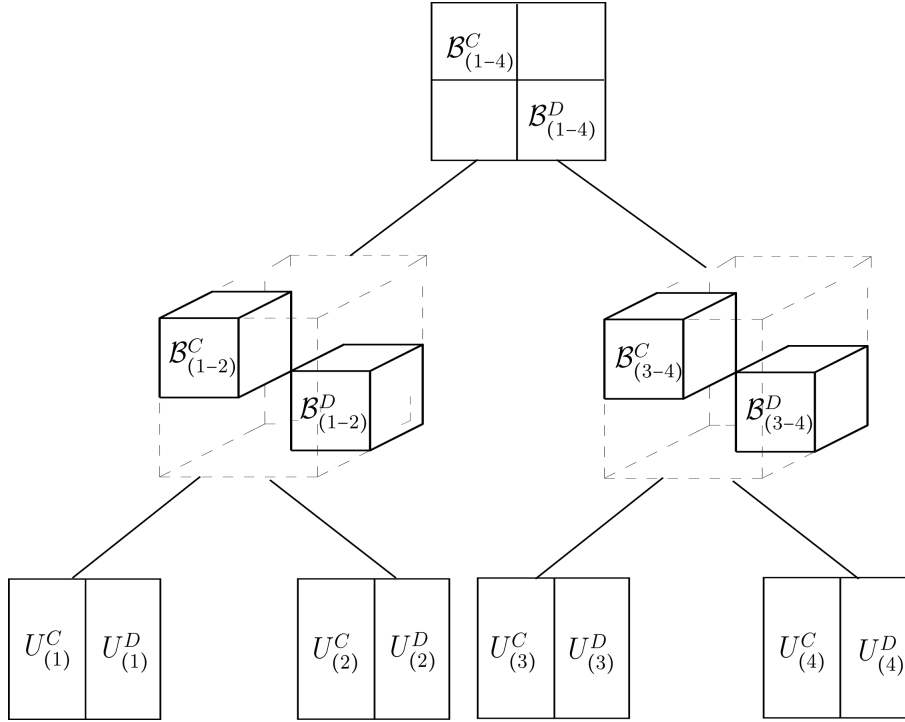 𝓑^C_(1−4)
𝓑^D_(1−4)
𝓑^C_(1−2)
𝓑^D_(1−2)
𝓑^C_(3−4)
𝓑^D_(3−4)
U^C_(1) U^D_(1) U^C_(2) U^D_(2) U^C_(3) U^D_(3) U^C_(4) U^D_(4)